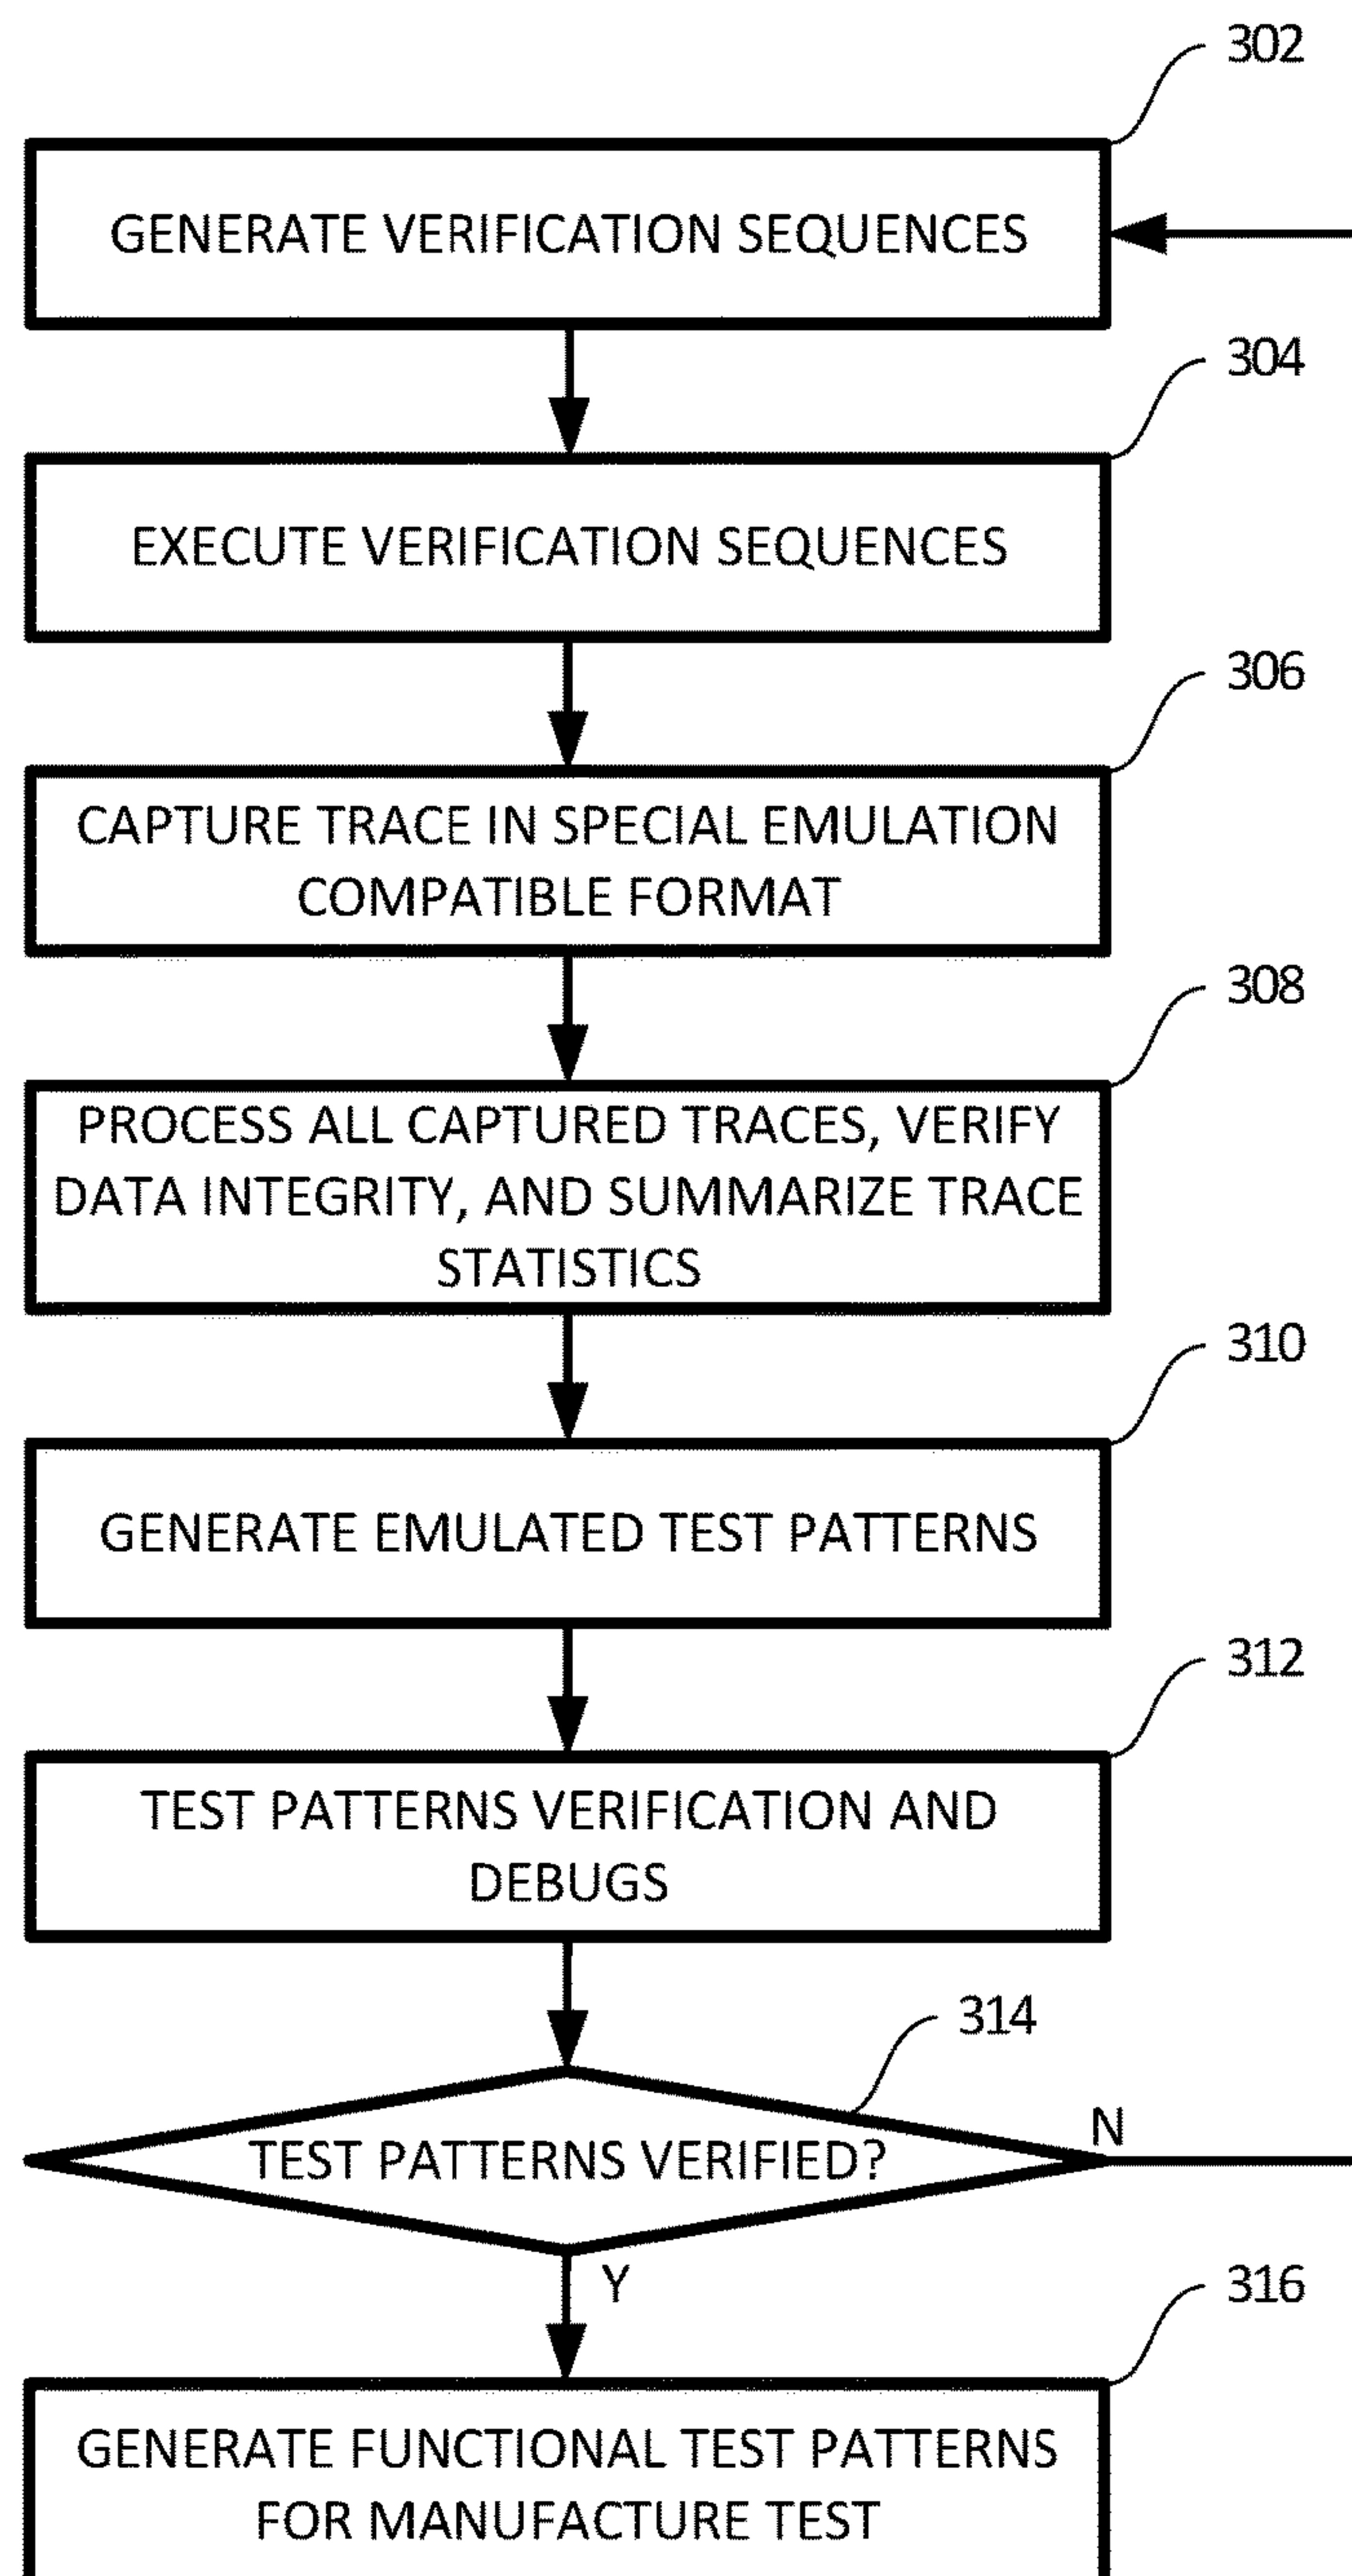 302
GENERATE VERIFICATION SEQUENCES
304
EXECUTE VERIFICATION SEQUENCES
306
CAPTURE TRACE IN SPECIAL EMULATION
COMPATIBLE FORMAT
308
PROCESS ALL CAPTURED TRACES, VERIFY
DATA INTEGRITY, AND SUMMARIZE TRACE
STATISTICS
310
GENERATE EMULATED TEST PATTERNS
312
TEST PATTERNS VERIFICATION AND
DEBUGS
314
TEST PATTERNS VERIFIED?
N
Y
316
GENERATE FUNCTIONAL TEST PATTERNS
FOR MANUFACTURE TEST